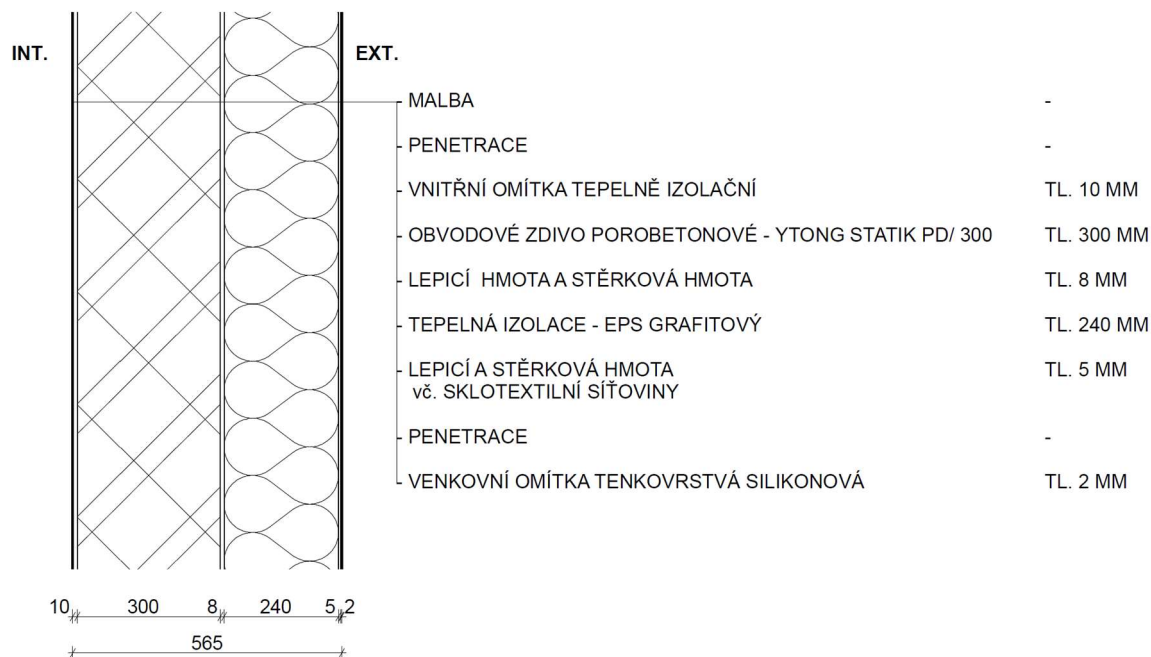 INT.
EXT.
- MALBA -
- PENETRACE -
- VNITŘNÍ OMÍTKA TEPELNĚ IZOLAČNÍ TL. 10 MM
- OBVODOVÉ ZDIVO POROBETONOVÉ - YTONG STATIK PD/ 300 TL. 300 MM
- LEPICÍ HMOTA A STĚRKOVÁ HMOTA TL. 8 MM
- TEPELNÁ IZOLACE - EPS GRAFITOVÝ TL. 240 MM
- LEPICÍ A STĚRKOVÁ HMOTA TL. 5 MM
vč. SKLOTEXTILNÍ SÍŤOVINY
- PENETRACE -
- VENKOVNÍ OMÍTKA TENKOVRSTVÁ SILIKONOVÁ TL. 2 MM
10 300 8 240 5 2
565